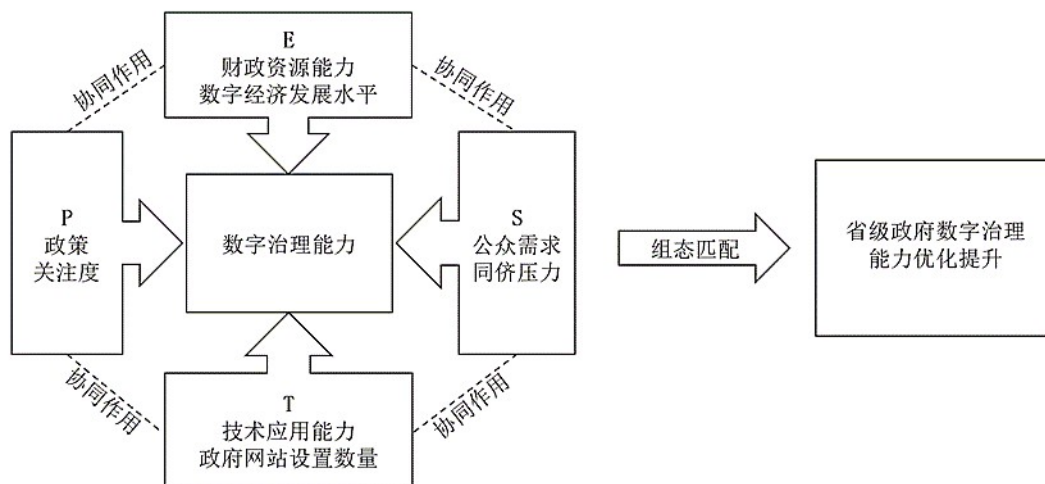 E
财政资源能力
数字经济发展水平
协同作用
协同作用
P
政策
关注度
数字治理能力
S
公众需求
同侪压力
组态匹配
省级政府数字治理
能力优化提升
协同作用
协同作用
T
技术应用能力
政府网站设置数量